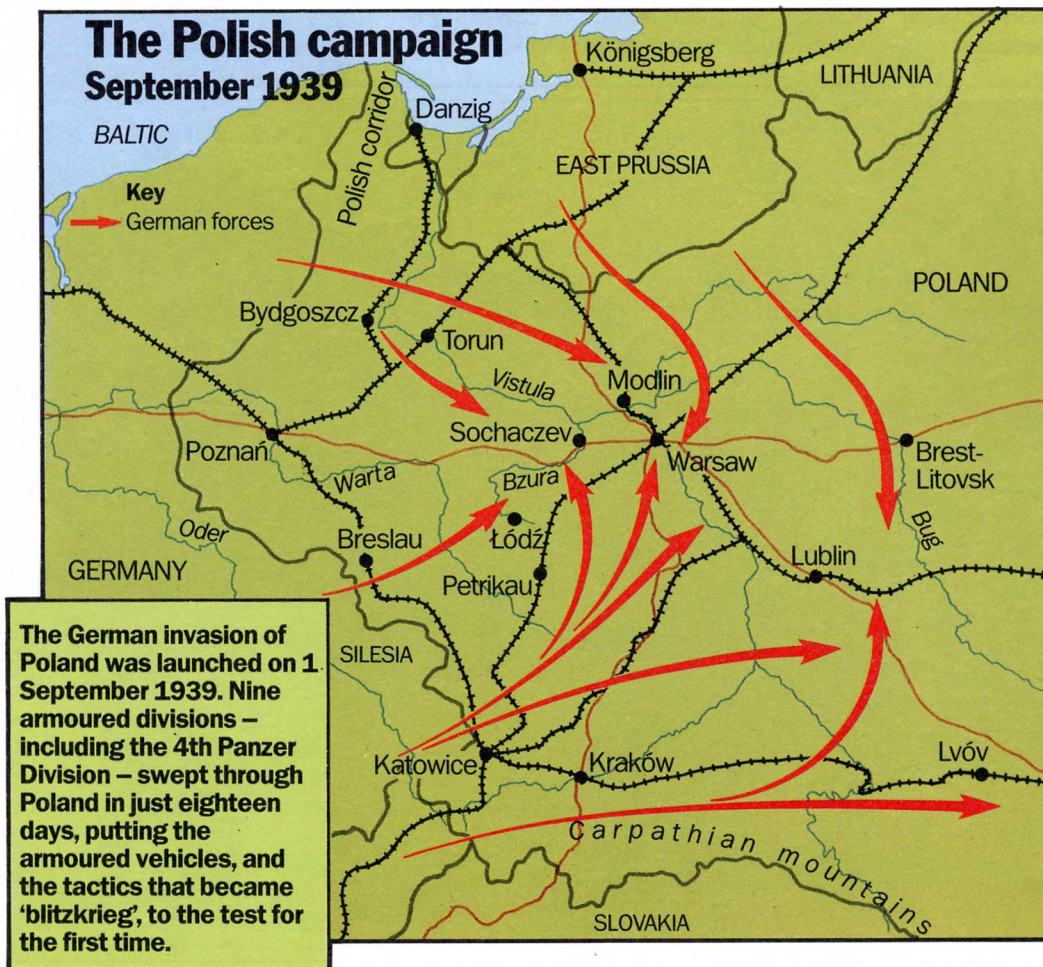 The Polish campaign
September 1939
BALTIC
Polish corridor
Danzig
Königsberg
LITHUANIA
EAST PRUSSIA
Key
German forces
POLAND
Bydgoszcz
Torun
Vistula
Modlin
Poznań
Sochaczev
Warsaw
Brest-
Litovsk
Warta
Bzura
Oder
Breslau
Łódź
Bug
GERMANY
Petrikau
Lublin
The German invasion of
Poland was launched on 1
September 1939. Nine
armoured divisions –
including the 4th Panzer
Division – swept through
Poland in just eighteen
days, putting the
armoured vehicles, and
the tactics that became
‘blitzkrieg’, to the test for
the first time.
SILESIA
Katowice
Kraków
Lvóv
Carpathian mountains
SLOVAKIA